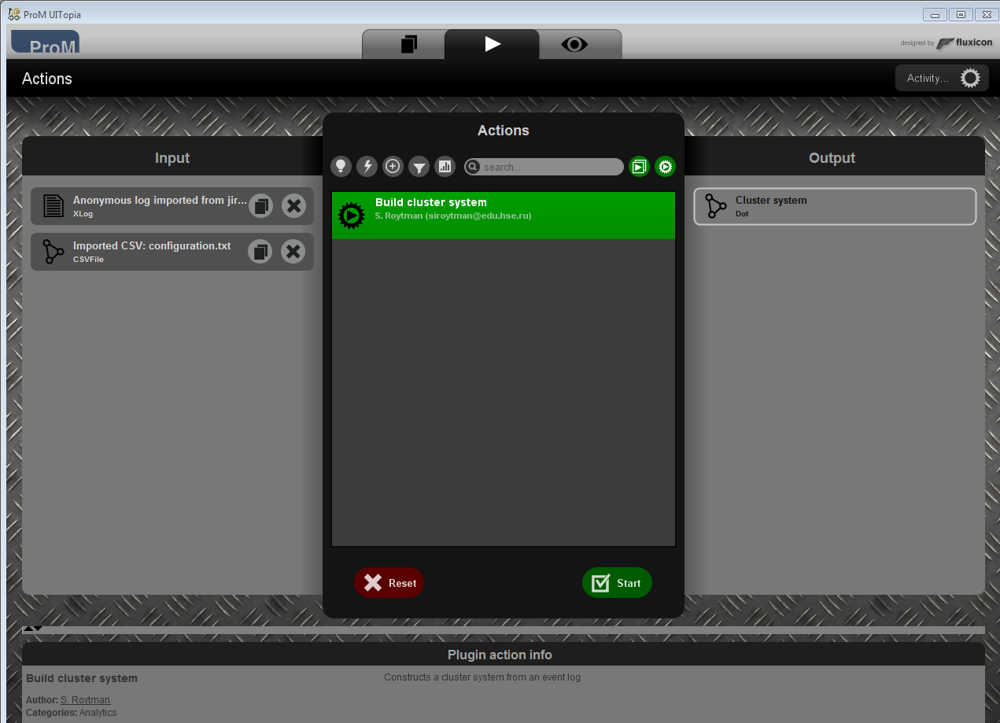 ProM UITopia
ProM
designed by fluxicon
Actions
Activity...
Input
Anonymous log imported from jir...
XLog
Imported CSV: configuration.txt
CSVFile
Actions
search...
Build cluster system
S. Roytman (siroytman@edu.hse.ru)
Reset
Start
Output
Cluster system
Dot
Plugin action info
Build cluster system
Constructs a cluster system from an event log
Author: S. Roytman
Categories: Analytics